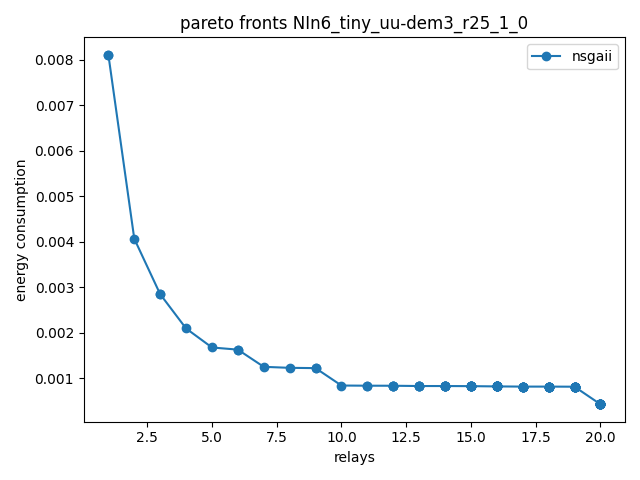 pareto fronts NIn6_tiny_uu-dem3_r25_1_0
nsgaii
0.008
0.007
0.006
0.005
0.004
0.003
0.002
0.001
energy consumption
2.5 5.0 7.5 10.0 12.5 15.0 17.5 20.0
relays